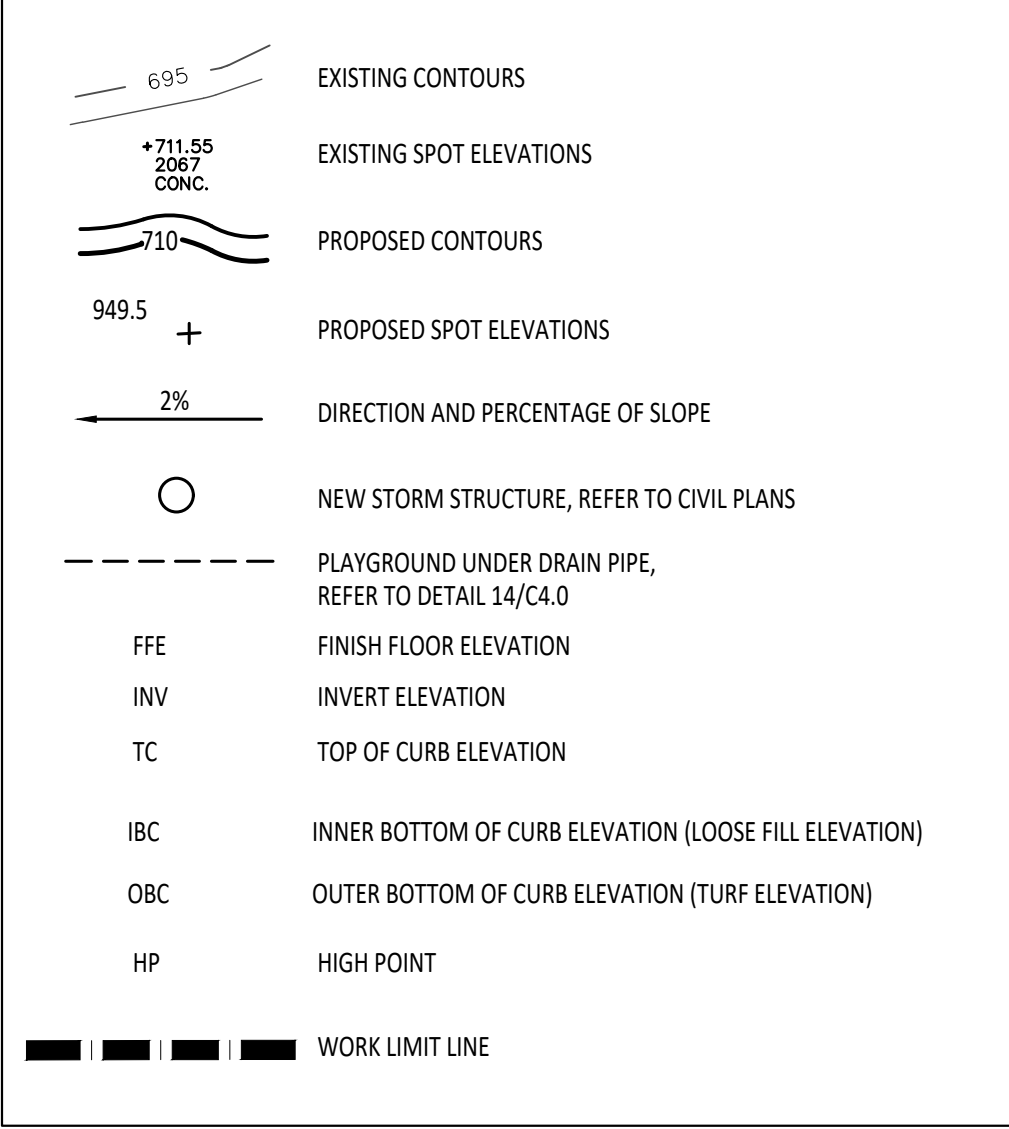 695 EXISTING CONTOURS
+711.55
2067
CONC.
EXISTING SPOT ELEVATIONS
710 PROPOSED CONTOURS
949.5
+ PROPOSED SPOT ELEVATIONS
2%
DIRECTION AND PERCENTAGE OF SLOPE
NEW STORM STRUCTURE, REFER TO CIVIL PLANS
PLAYGROUND UNDER DRAIN PIPE,
REFER TO DETAIL 14/C4.0
FFE FINISH FLOOR ELEVATION
INV INVERT ELEVATION
TC TOP OF CURB ELEVATION
IBC INNER BOTTOM OF CURB ELEVATION (LOOSE FILL ELEVATION)
OBC OUTER BOTTOM OF CURB ELEVATION (TURF ELEVATION)
HP HIGH POINT
WORK LIMIT LINE